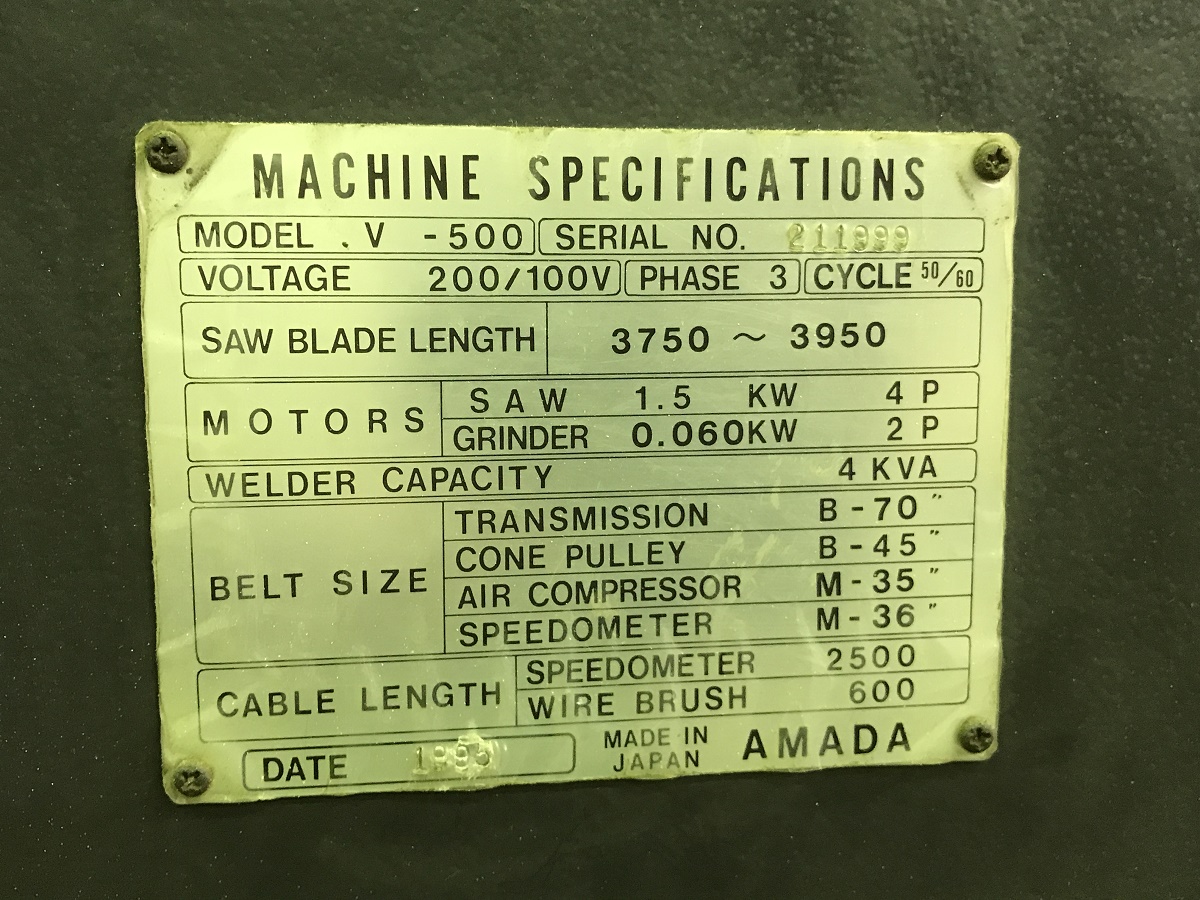 MACHINE SPECIFICATIONS
MODEL . V -500 SERIAL NO. 211999
VOLTAGE 200/100V PHASE 3 CYCLE 50/60
SAW BLADE LENGTH 3750 ~ 3950
MOTORS
SAW 1.5 KW 4 P
GRINDER 0.060KW 2 P
WELDER CAPACITY 4 KVA
BELT SIZE
TRANSMISSION B - 70 "
CONE PULLEY B - 45 "
AIR COMPRESSOR M - 35 "
SPEEDOMETER M - 36 "
CABLE LENGTH
SPEEDOMETER 2500
WIRE BRUSH 600
DATE
MADE IN
JAPAN
AMADA